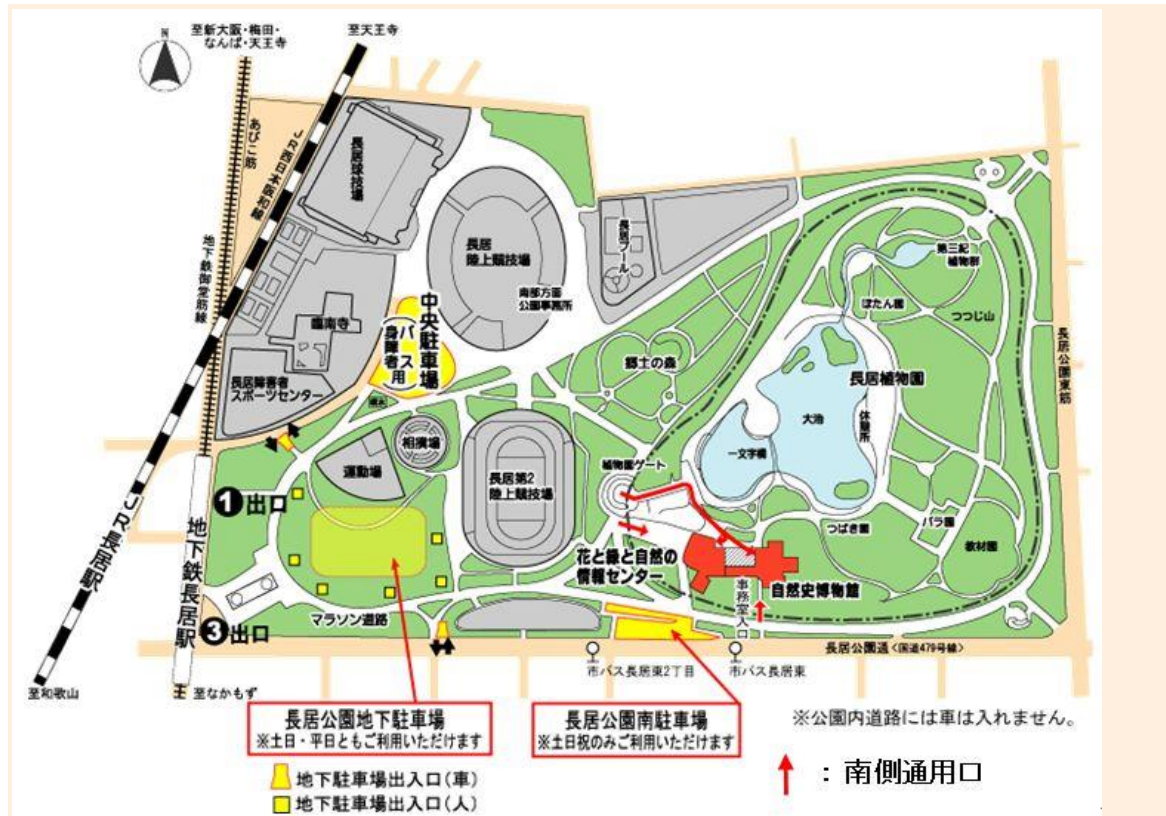 N
至新大阪・梅田・
なんば・天王寺
至天王寺
あびこ筋
JR西日本阪和線
地下鉄御堂筋線
長居球技場
長居
陸上競技場
南部方面
公園事務所
長居プール
第三紀
植物群
ぼたん園
つつじ山
長居公園東筋
臨南寺
中央駐車場
バス
身障者用
郷土の森
長居植物園
大池
休憩所
一文字橋
長居障害者
スポーツセンター
相撲場
運動場
長居第2
陸上競技場
植物園ゲート
つばき園
バラ園
教材園
❶出口
花と緑と自然の
情報センター
自然史博物館
事務室入口
JR長居駅
地下鉄長居駅
❸出口
マラソン道路
長居公園通<国道479号線>
市バス長居東2丁目
市バス長居東
至和歌山
至なかもず
長居公園地下駐車場
※土日・平日ともご利用いただけます
長居公園南駐車場
※土日祝のみご利用いただけます
※公園内道路には車は入れません。
地下駐車場出入口(車)
地下駐車場出入口(人)
:南側通用口